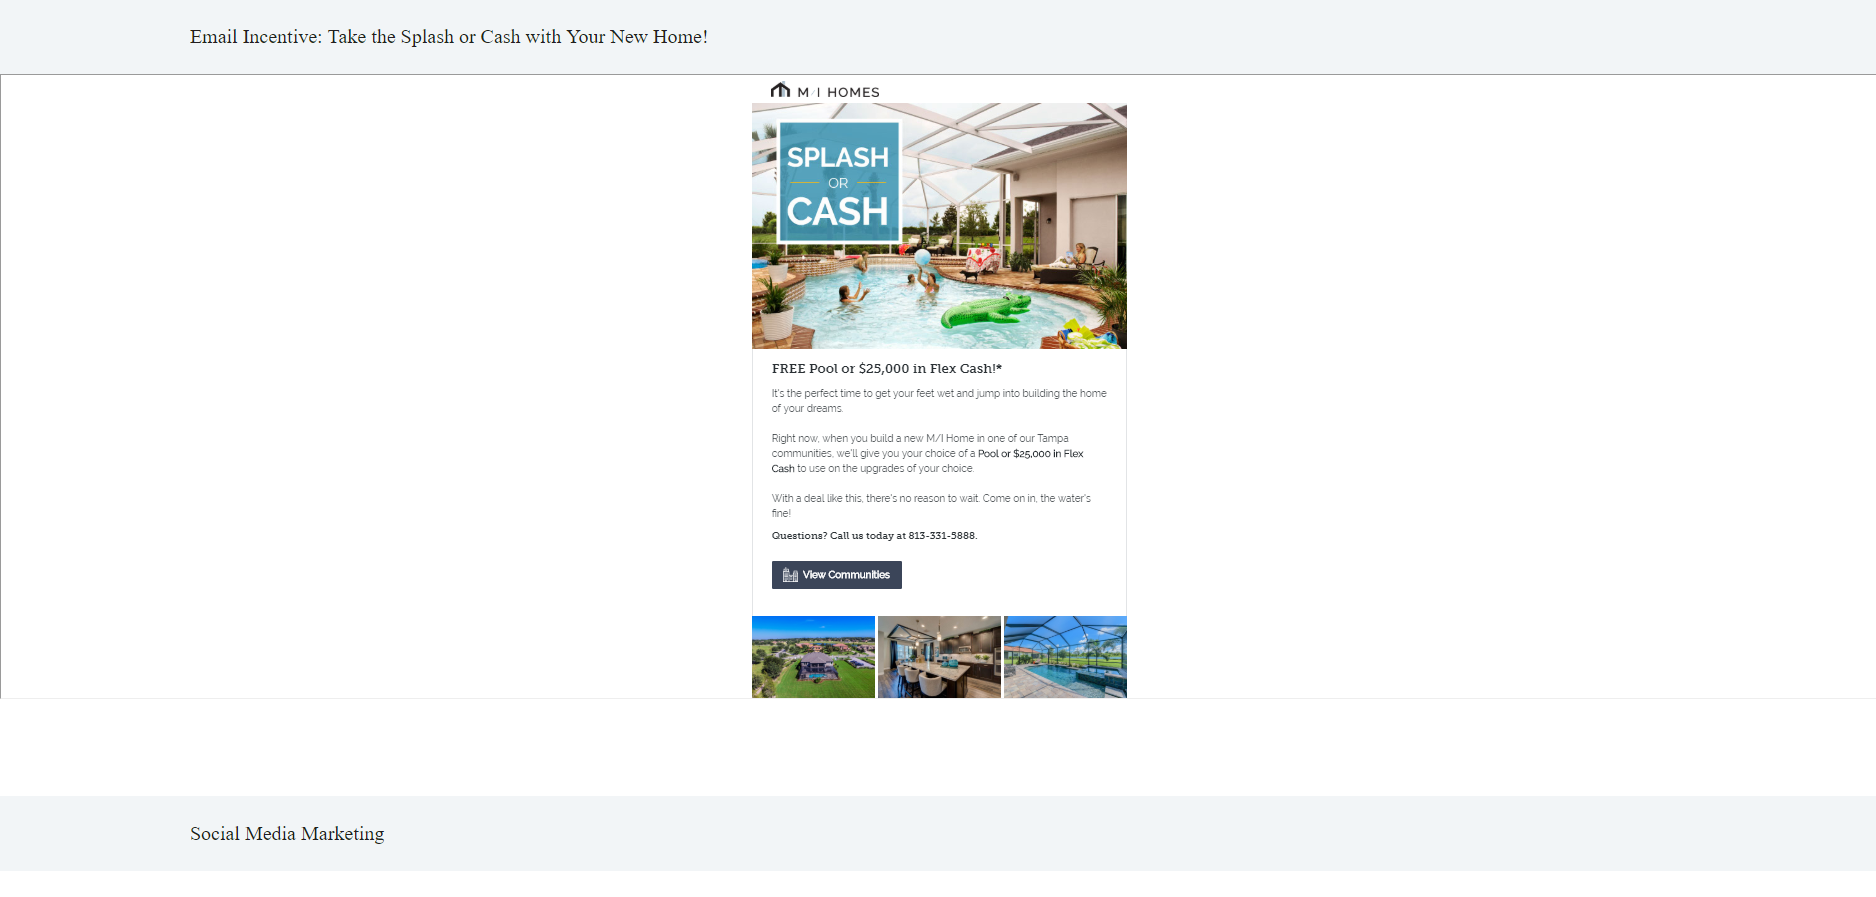 Email Incentive: Take the Splash or Cash with Your New Home!
M/I HOMES
SPLASH
OR
CASH
FREE Pool or $25,000 in Flex Cash!*
It's the perfect time to get your feet wet and jump into building the home
of your dreams.
Right now, when you build a new M/I Home in one of our Tampa
communities, we'll give you your choice of a Pool or $25,000 in Flex
Cash to use on the upgrades of your choice.
With a deal like this, there's no reason to wait. Come on in, the water's
fine!
Questions? Call us today at 813-331-5888.
View Communities
Social Media Marketing